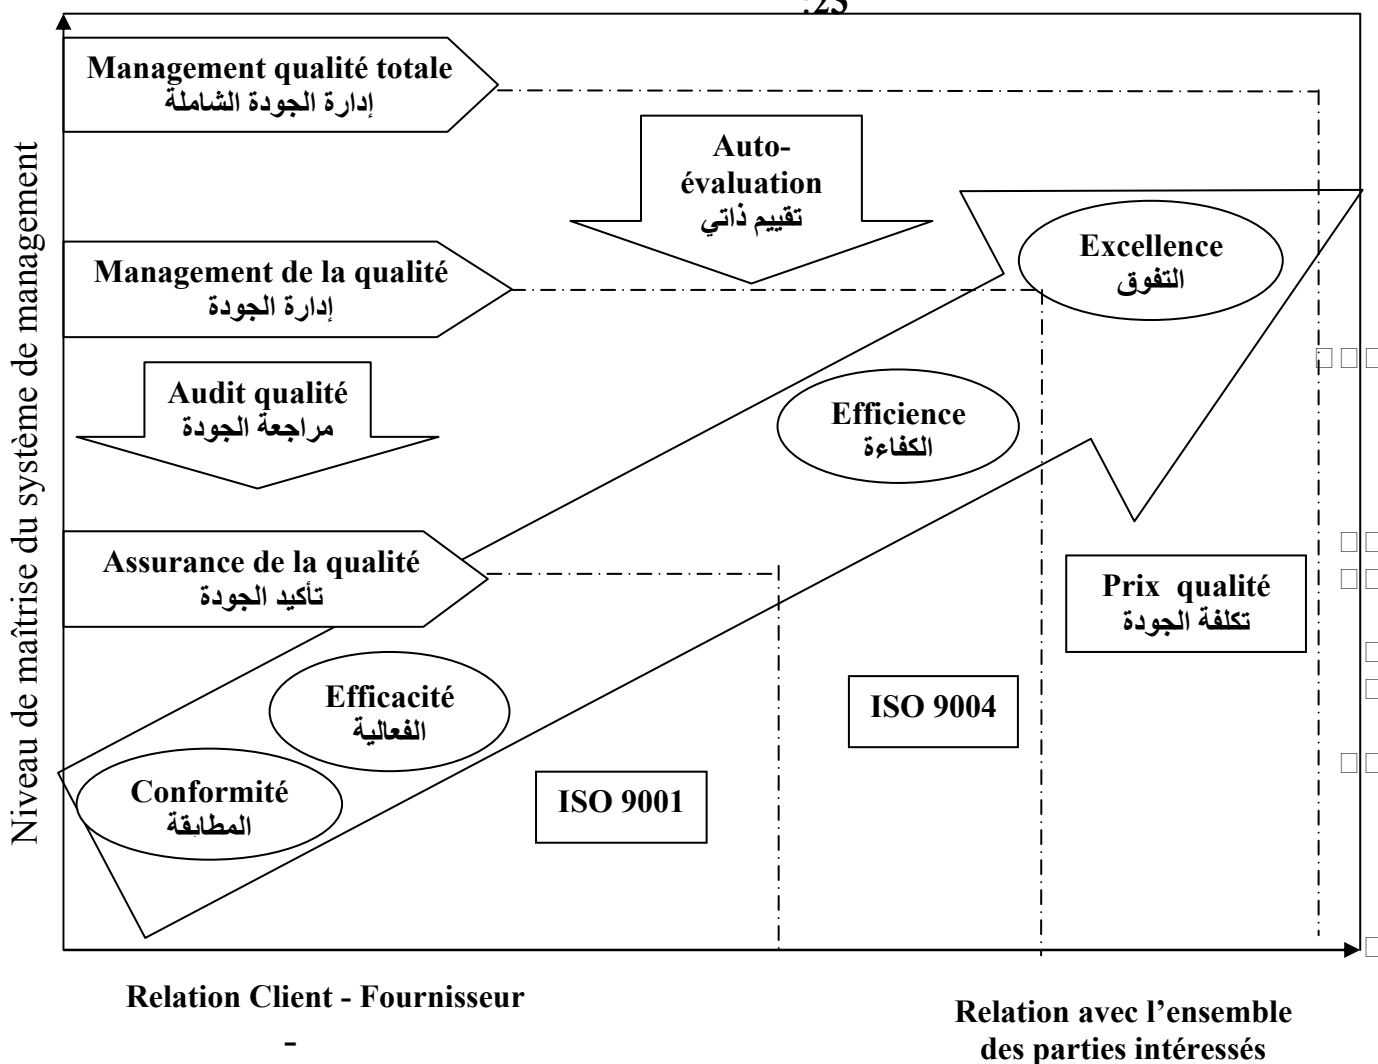 :25
Management qualité totale
إدارة الجودة الشاملة
Auto-
évaluation
تقييم ذاتي
Excellence
التفوق
Management de la qualité
إدارة الجودة
Audit qualité
مراجعة الجودة
Efficience
الكفاءة
Assurance de la qualité
تأكيد الجودة
Prix qualité
تكلفة الجودة
Efficacité
الفعالية
ISO 9004
Conformité
المطابقة
ISO 9001
Niveau de maîtrise du système de management
Relation Client - Fournisseur
-
Relation avec l’ensemble
des parties intéressés